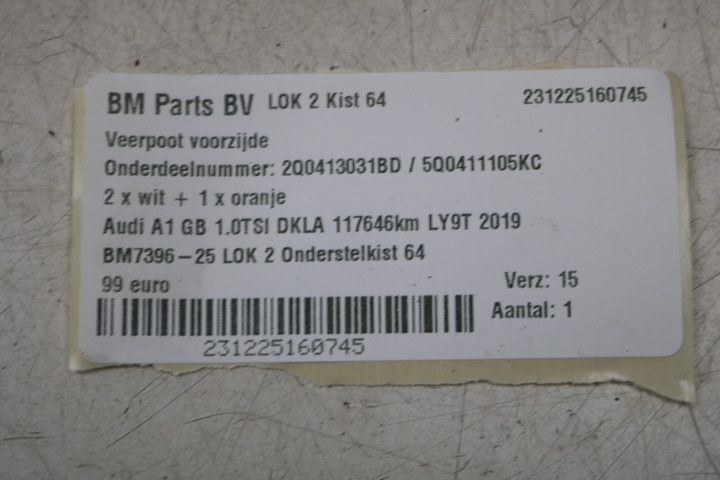 BM Parts BV LOK 2 Kist 64 231225160745
Veerpoot voorzijde
Onderdeelnummer: 2Q0413031BD / 5Q0411105KC
2 x wit + 1 x oranje
Audi A1 GB 1.0TSI DKLA 117646km LY9T 2019
BM7396-25 LOK 2 Onderstelkist 64
99 euro Verz: 15
Aantal: 1
231225160745